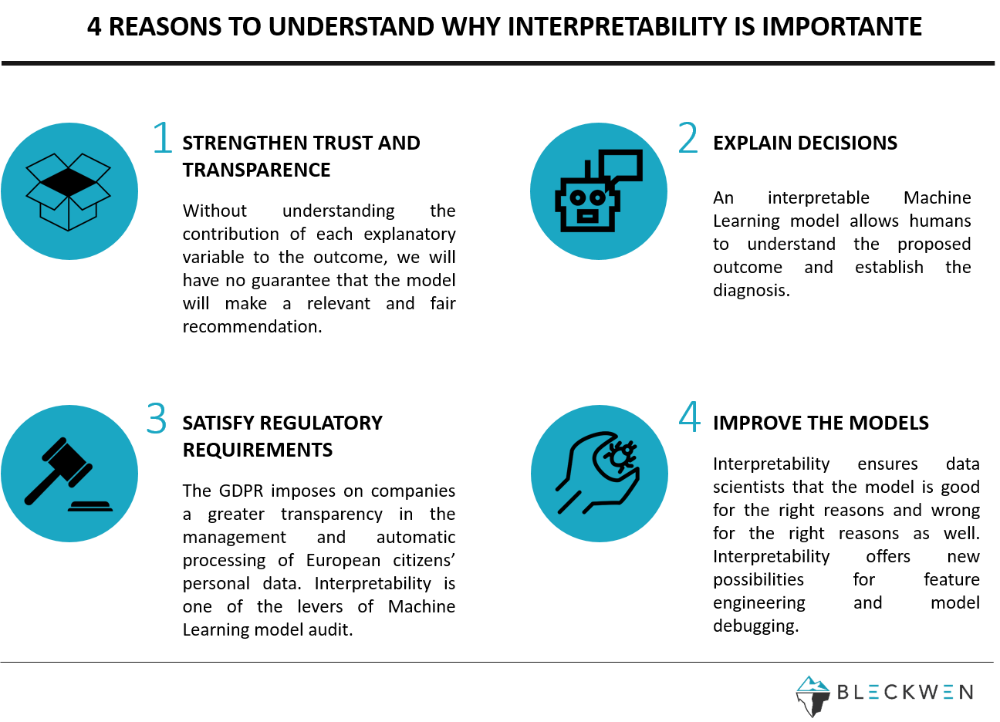 4 REASONS TO UNDERSTAND WHY INTERPRETABILITY IS IMPORTANTE
1
STRENGTHEN TRUST AND
TRANSPARENCE
Without understanding the
contribution of each explanatory
variable to the outcome, we will
have no guarantee that the model
will make a relevant and fair
recommendation.
2
EXPLAIN DECISIONS
An interpretable Machine
Learning model allows humans
to understand the proposed
outcome and establish the
diagnosis.
3
SATISFY REGULATORY
REQUIREMENTS
The GDPR imposes on companies
a greater transparency in the
management and automatic
processing of European citizens’
personal data. Interpretability is
one of the levers of Machine
Learning model audit.
4
IMPROVE THE MODELS
Interpretability ensures data
scientists that the model is good
for the right reasons and wrong
for the right reasons as well.
Interpretability offers new
possibilities for feature
engineering and model
debugging.
BLECKWEN